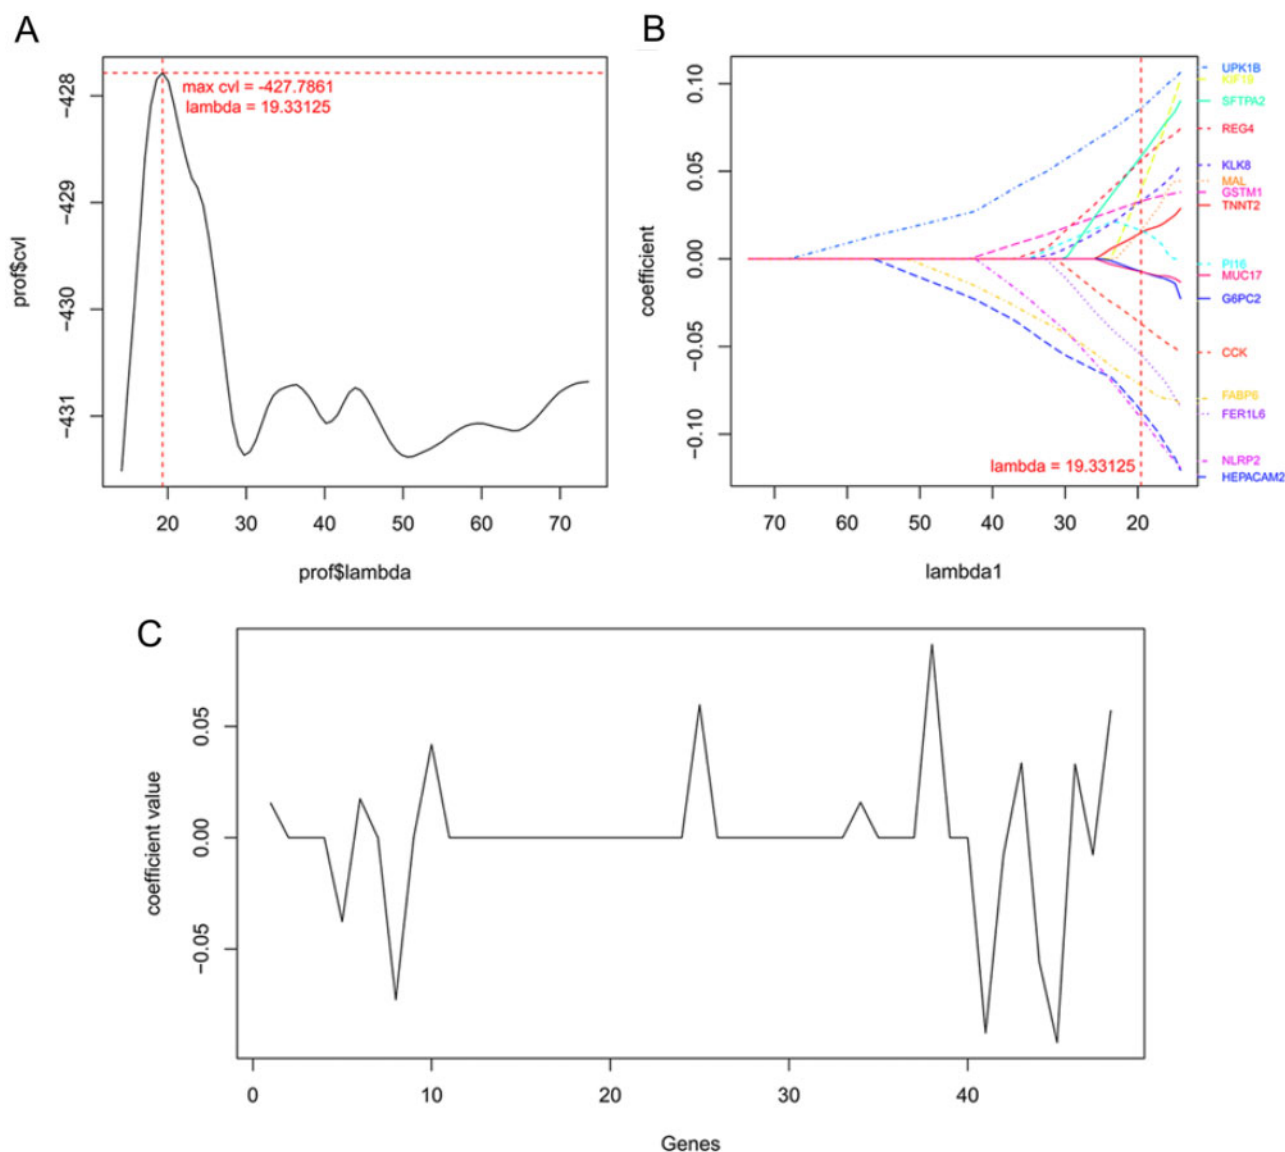 A
prof$cvl
-428
-429
-430
-431
max cvl = -427.7861
lambda = 19.33125
20 30 40 50 60 70
prof$lambda
B
coefficient
0.10
0.05
0.00
-0.05
-0.10
lambda = 19.33125
70 60 50 40 30 20
lambda1
UPK1B
KIF19
SFTPA2
REG4
KLK8
MAL
GSTM1
TNNT2
PI16
MUC17
G6PC2
CCK
FABP6
FER1L6
NLRP2
HEPACAM2
C
coefficient value
0.05
0.00
-0.05
0 10 20 30 40
Genes